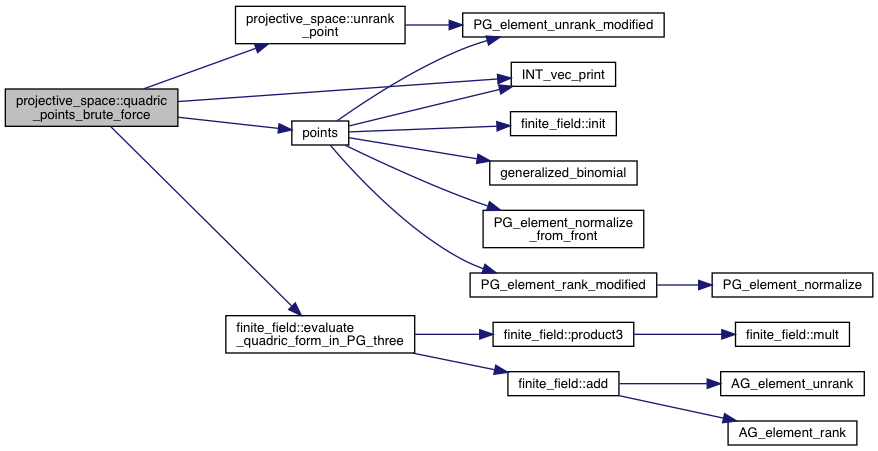 projective_space::quadric
_points_brute_force
projective_space::unrank
_point
PG_element_unrank_modified
INT_vec_print
points
finite_field::init
generalized_binomial
PG_element_normalize
_from_front
PG_element_rank_modified
PG_element_normalize
finite_field::evaluate
_quadric_form_in_PG_three
finite_field::product3
finite_field::mult
finite_field::add
AG_element_unrank
AG_element_rank